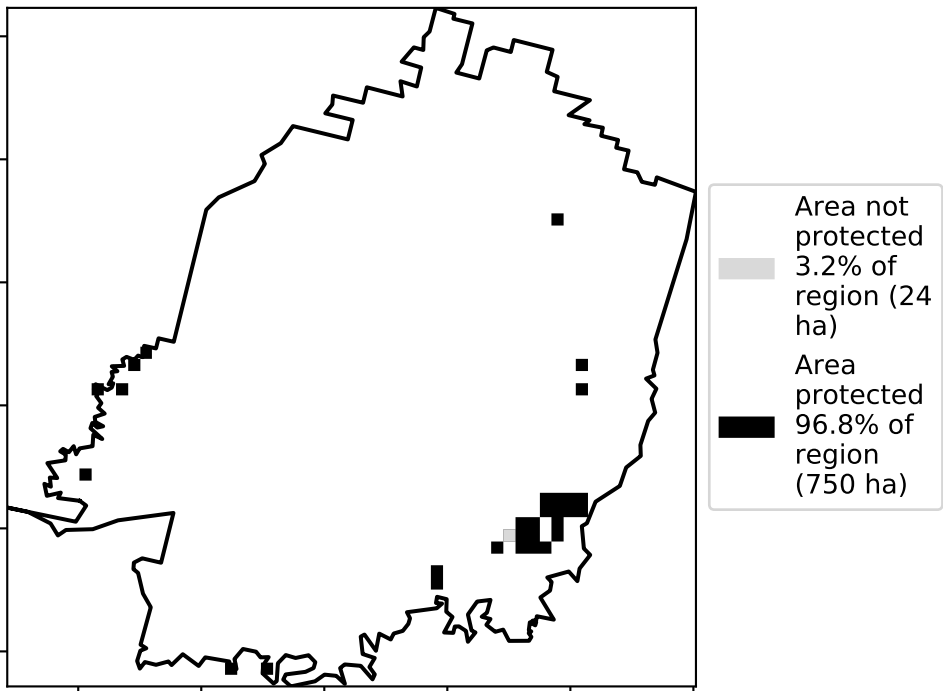 Area not
protected
3.2% of
region (24
ha)
Area
protected
96.8% of
region
(750 ha)